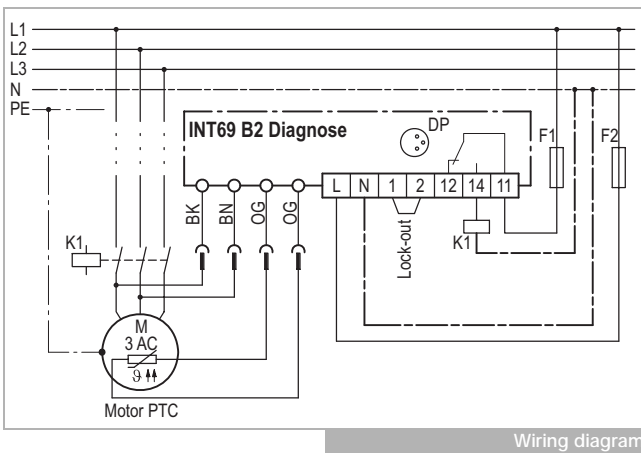 L1
L2
L3
N
PE
INT69 B2 Diagnose
DP
F1
F2
L N 1 2 12 14 11
BK
BN
OG
OG
Lock-out
K1
K1
M
3 AC
ϑ
Motor PTC
Wiring diagram